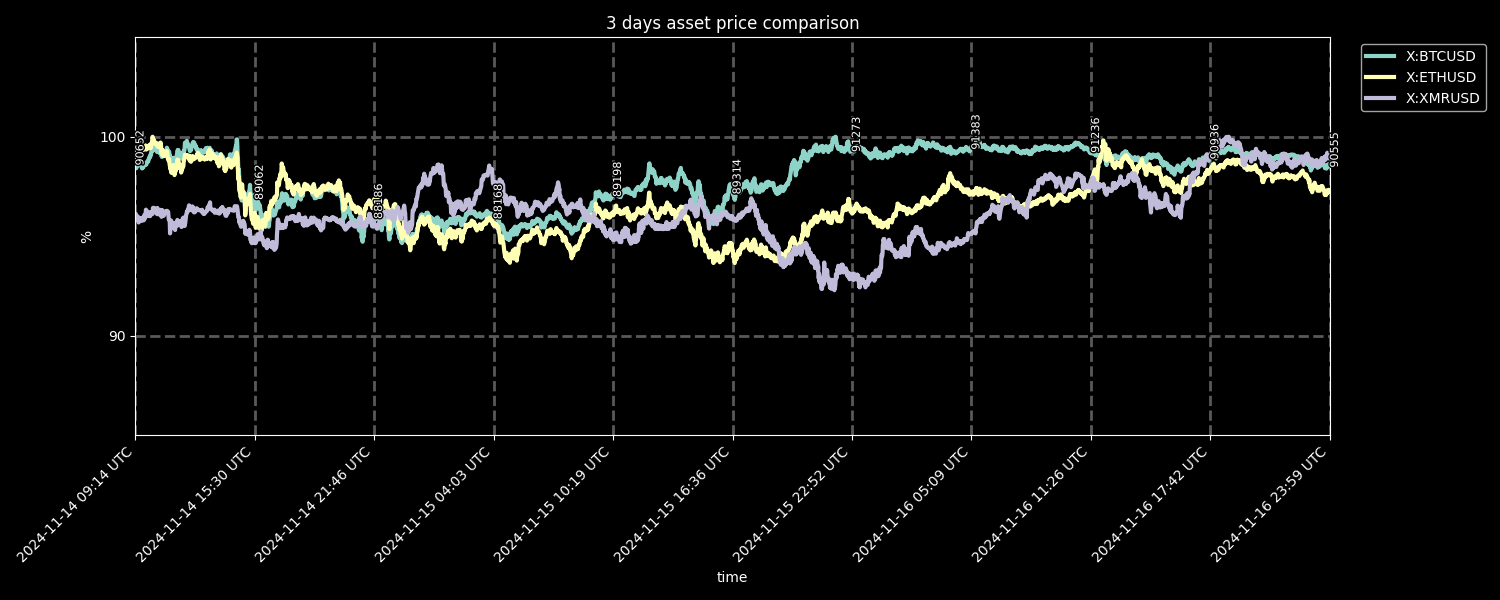 3 days asset price comparison
X:BTCUSD
X:ETHUSD
X:XMRUSD
100
90
%
90652
89062
88186
88168
89198
89314
91273
91383
91236
90936
90555
2024-11-14 09:14 UTC
2024-11-14 15:30 UTC
2024-11-14 21:46 UTC
2024-11-15 04:03 UTC
2024-11-15 10:19 UTC
2024-11-15 16:36 UTC
2024-11-15 22:52 UTC
2024-11-16 05:09 UTC
2024-11-16 11:26 UTC
2024-11-16 17:42 UTC
2024-11-16 23:59 UTC
time